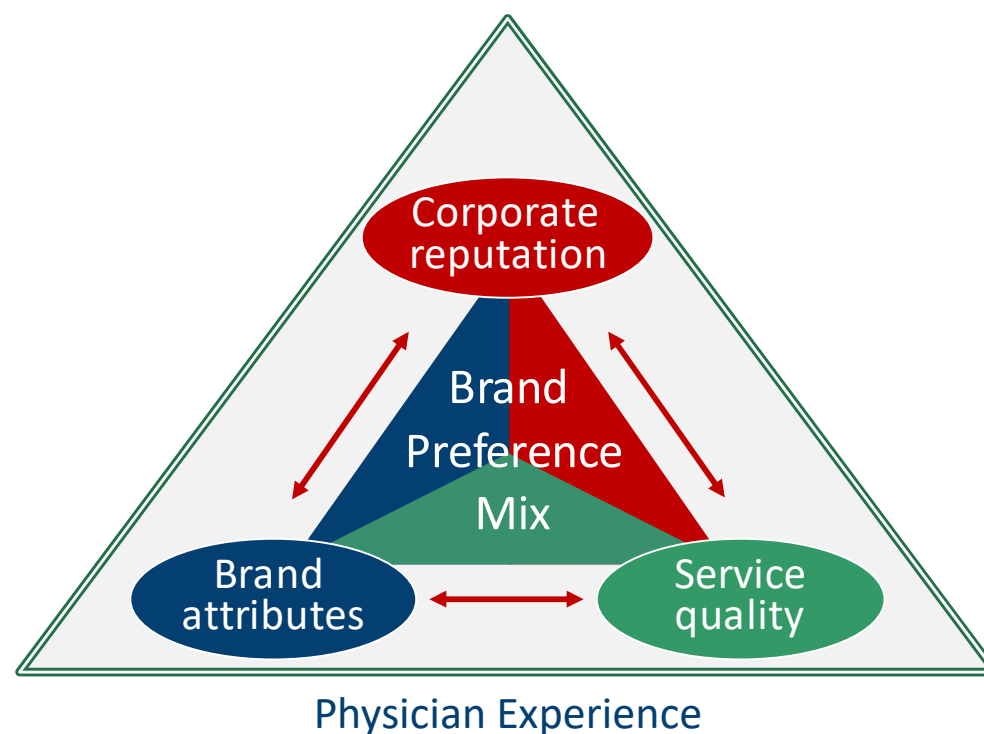 Corporate
reputation
Brand
Preference
Mix
Brand
attributes
Service
quality
Physician Experience